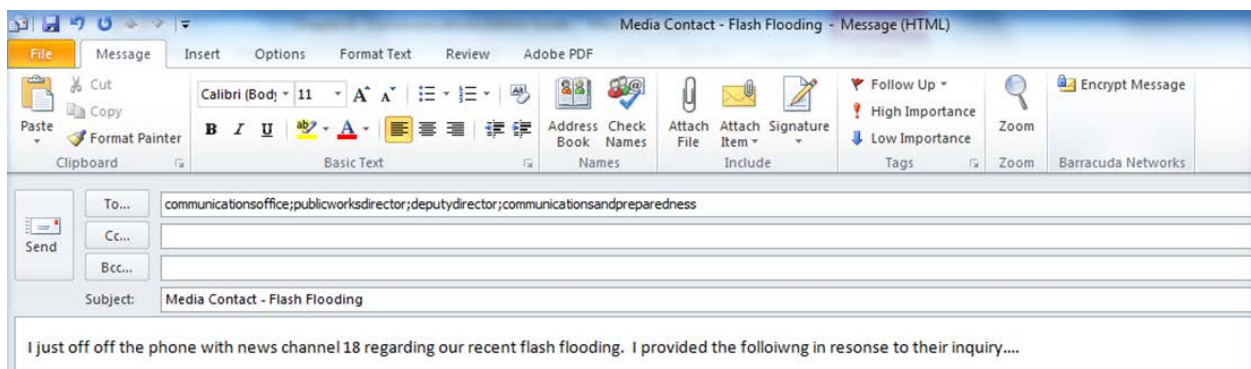 Media Contact - Flash Flooding - Message (HTML)
File Message Insert Options Format Text Review Adobe PDF
Paste
Cut
Copy
Format Painter
Clipboard
Calibri (Body 11
B I U
Basic Text
Address Book
Check Names
Names
Attach File
Attach Item
Signature
Include
Follow Up
High Importance
Low Importance
Tags
Zoom
Zoom
Encrypt Message
Barracuda Networks
Send
To... communicationsoffice;publicworksdirector;deputydirector;communicationsandpreparedness
Cc...
Bcc...
Subject: Media Contact - Flash Flooding
I just off off the phone with news channel 18 regarding our recent flash flooding. I provided the folloiwng in resonse to their inquiry....